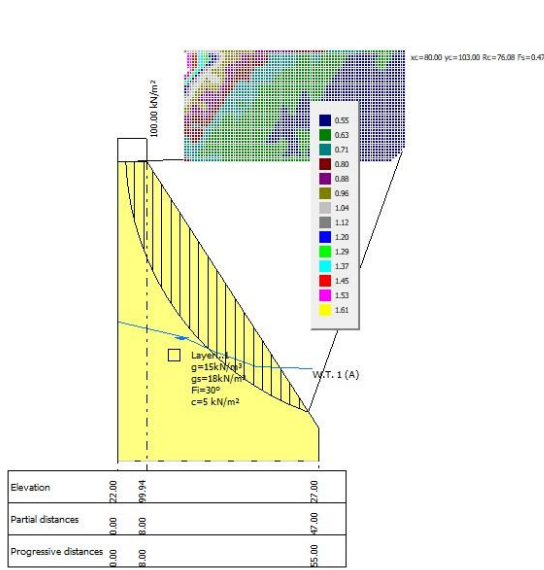 xc=80.00 yc=103.00 Rc=76.08 Fs=0.47
100.00 kN/m²
0.55
0.63
0.71
0.80
0.88
0.96
1.04
1.12
1.20
1.29
1.37
1.45
1.53
1.61
W.T. 1 (A)
g=15kN/m³
gs=18kN/m³
Fi=30°
c=5 kN/m²
Elevation 22.00 99.94 27.00
Partial distances 0.00 8.00 47.00
Progressive distances 0.00 8.00 55.00